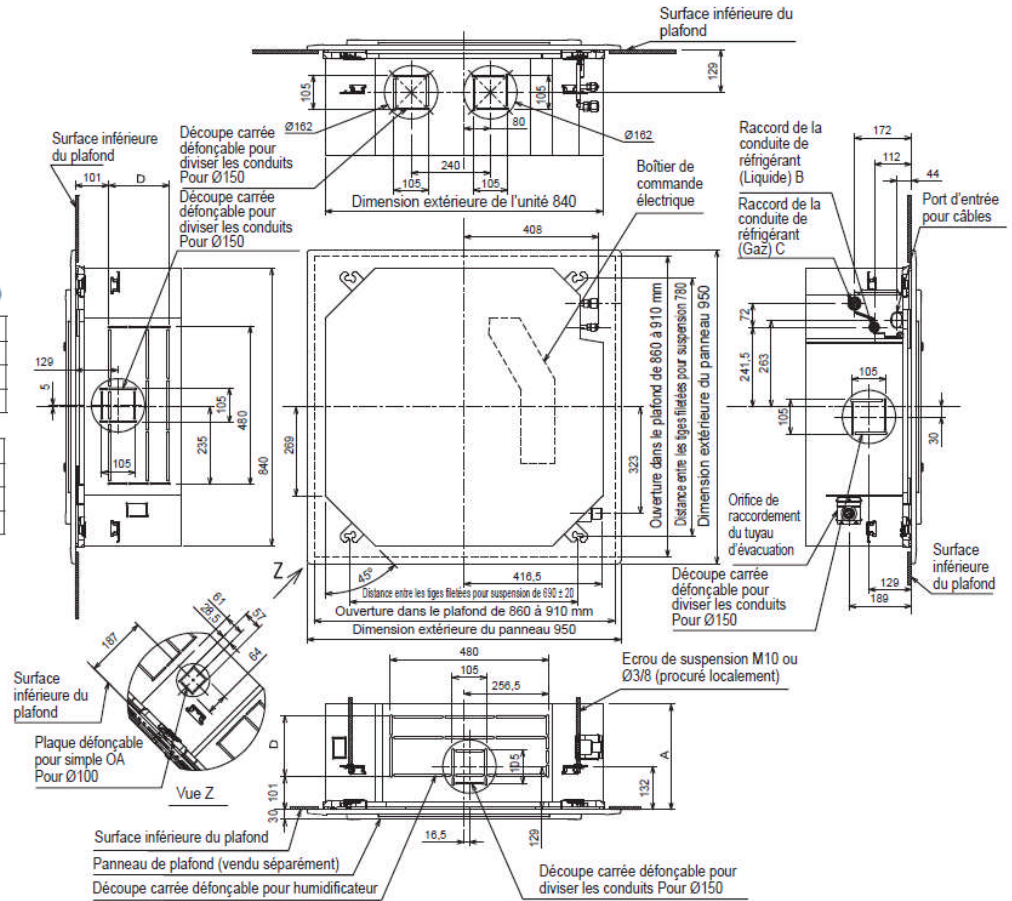 Surface inférieure du
plafond
129
105
105
Ø162
80
Ø162
240
105
105
Dimension extérieure de l'unité 840
408
Surface inférieure
du plafond
Découpe carrée
défonçable pour
diviser les conduits
Pour Ø150
Découpe carrée
défonçable pour
diviser les conduits
Pour Ø150
101
D
129
5
105
105
235
480
840
Boîtier de
commande
électrique
269
323
Ouverture dans le plafond de 860 à 910 mm
Distance entre les tiges filetées pour suspension 780
Dimension extérieure du panneau 950
45°
416,5
Distance entre les tiges filetées pour suspension de 690 ± 20
Ouverture dans le plafond de 860 à 910 mm
Dimension extérieure du panneau 950
Z
Raccord de la
conduite de
réfrigérant
(Liquide) B
Raccord de la
conduite de
réfrigérant
(Gaz) C
172
112
44
Port d'entrée
pour câbles
72
241,5
263
105
105
30
Orifice de
raccordement
du tuyau
d'évacuation
Découpe carrée
défonçable pour
diviser les conduits
Pour Ø150
129
189
Surface
inférieure
du plafond
61
28,5
57
187
64
Surface
inférieure du
plafond
Plaque défonçable
pour simple OA
Pour Ø100
Vue Z
480
105
256,5
Ecrou de suspension M10 ou
Ø3/8 (procuré localement)
D
101
30
105
A
132
16,5
129
Surface inférieure du plafond
Panneau de plafond (vendu séparément)
Découpe carrée défonçable pour humidificateur
Découpe carrée défonçable pour
diviser les conduits Pour Ø150